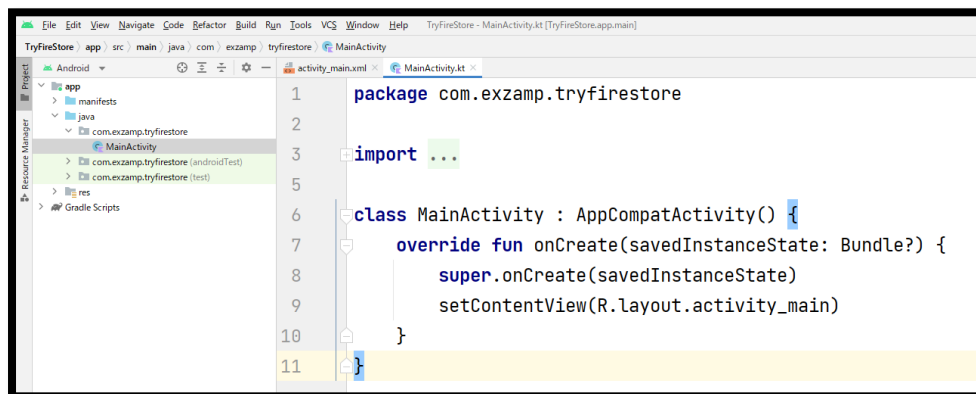 File Edit View Navigate Code Refactor Build Run Tools VCS Window Help TryFireStore - MainActivity.kt [TryFireStore.app.main]
TryFireStore app src main java com exzamp tryfirestore MainActivity
Project
Resource Manager
Android
app
manifests
java
com.exzamp.tryfirestore
MainActivity
com.exzamp.tryfirestore (androidTest)
com.exzamp.tryfirestore (test)
res
Gradle Scripts
activity_main.xml MainActivity.kt
1 package com.exzamp.tryfirestore
2
3 import ...
5
6 class MainActivity : AppCompatActivity() {
7 override fun onCreate(savedInstanceState: Bundle?) {
8 super.onCreate(savedInstanceState)
9 setContentView(R.layout.activity_main)
10 }
11 }